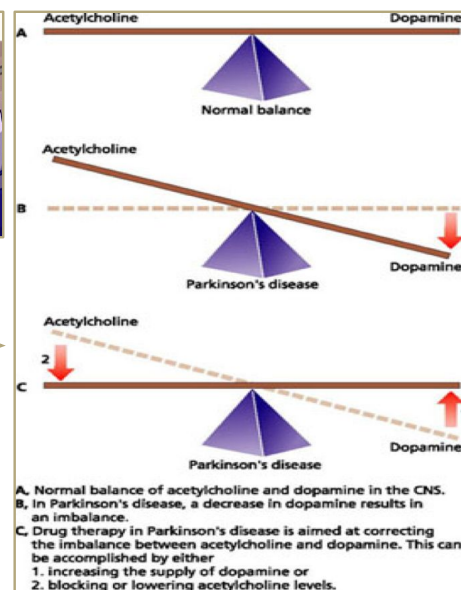 Acetylcholine Dopamine
A
Normal balance
Acetylcholine
B
Dopamine
Parkinson's disease
Acetylcholine
2
C
Dopamine
Parkinson's disease
A, Normal balance of acetylcholine and dopamine in the CNS.
B, In Parkinson's disease, a decrease in dopamine results in
an imbalance.
C, Drug therapy in Parkinson's disease is aimed at correcting
the imbalance between acetylcholine and dopamine. This can
be accomplished by either
1. increasing the supply of dopamine or
2. blocking or lowering acetylcholine levels.